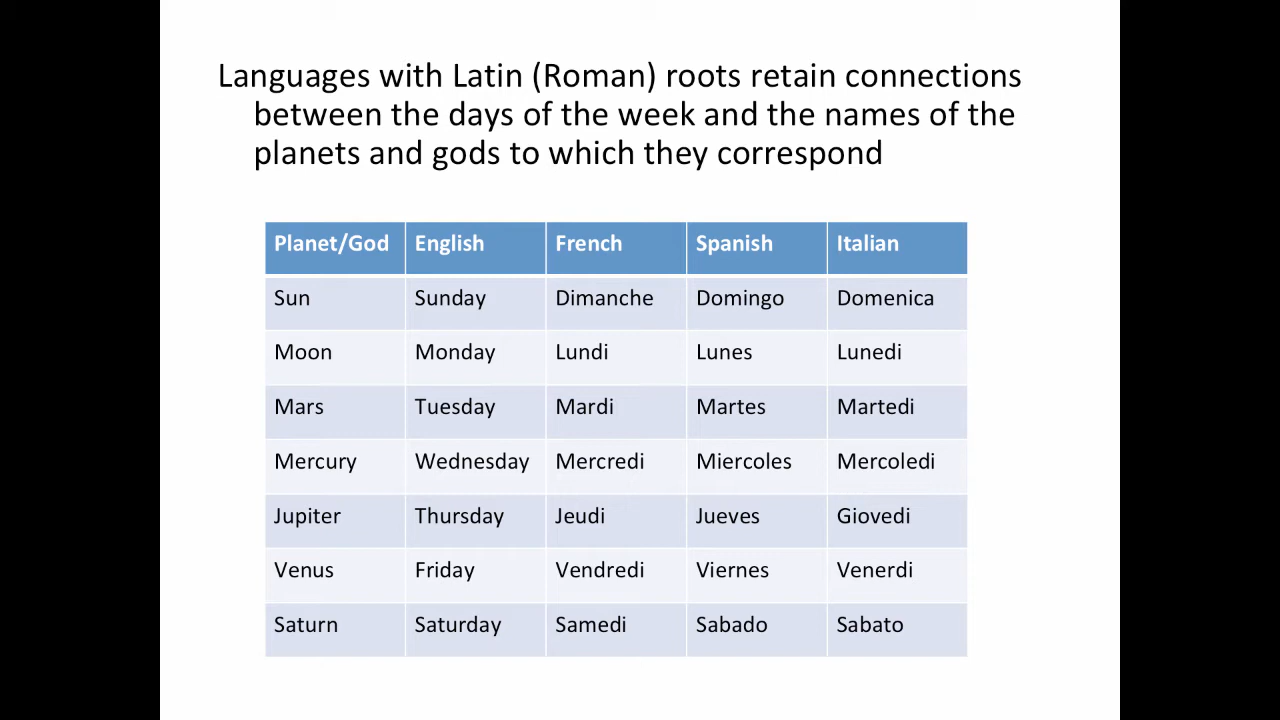 Languages with Latin (Roman) roots retain connections
between the days of the week and the names of the
planets and gods to which they correspond
Planet/God English French Spanish Italian
Sun Sunday Dimanche Domingo Domenica
Moon Monday Lundi Lunes Lunedi
Mars Tuesday Mardi Martes Martedi
Mercury Wednesday Mercredi Miercoles Mercoledi
Jupiter Thursday Jeudi Jueves Giovedi
Venus Friday Vendredi Viernes Venerdi
Saturn Saturday Samedi Sabado Sabato